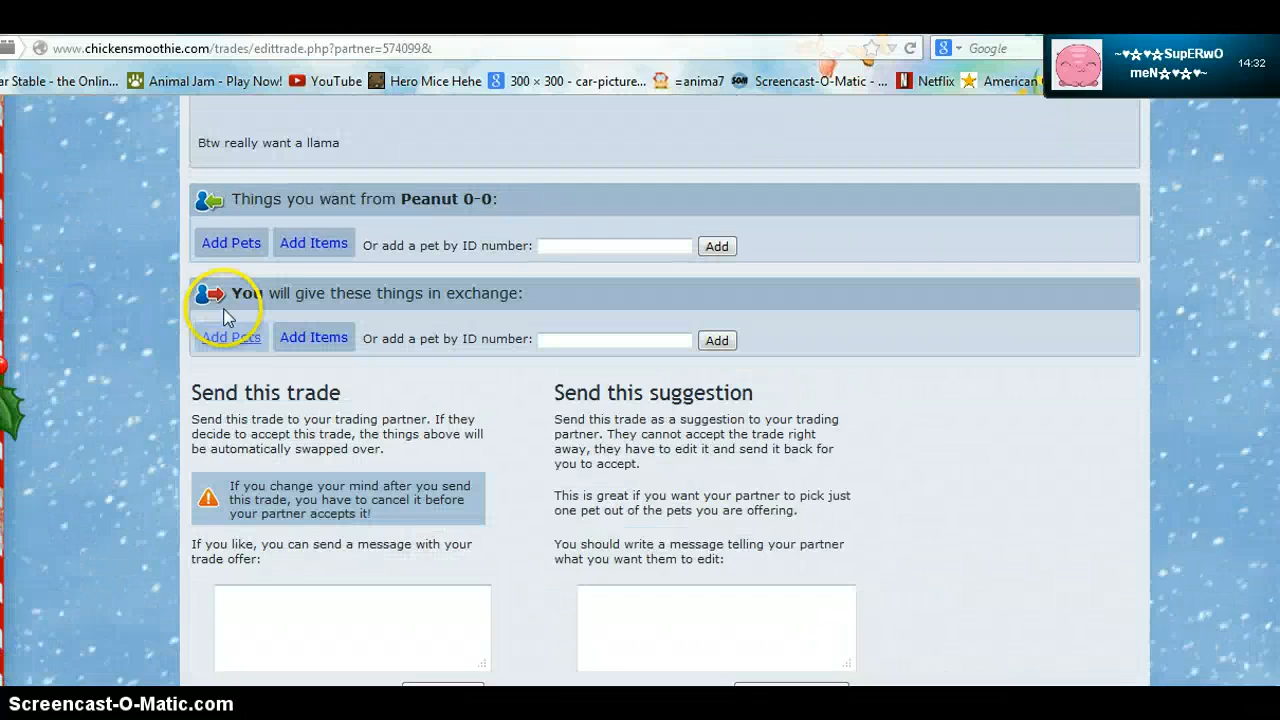 www.chickensmoothie.com/trades/edittrade.php?partner=574099&
Google
~♥☆♥☆SupERwO
meN☆♥☆♥~
14:32
ar Stable - the Onlin...
Animal Jam - Play Now!
YouTube
Hero Mice Hehe
300 × 300 - car-picture...
=anima7
Screencast-O-Matic - ...
Netflix
American
Btw really want a llama
Things you want from Peanut 0-0:
Add Pets
Add Items
Or add a pet by ID number:
Add
You will give these things in exchange:
Add Pets
Add Items
Or add a pet by ID number:
Add
Send this trade
Send this trade to your trading partner. If they
decide to accept this trade, the things above will
be automatically swapped over.
If you change your mind after you send
this trade, you have to cancel it before
your partner accepts it!
If you like, you can send a message with your
trade offer:
Send this suggestion
Send this trade as a suggestion to your trading
partner. They cannot accept the trade right
away, they have to edit it and send it back for
you to accept.
This is great if you want your partner to pick just
one pet out of the pets you are offering.
You should write a message telling your partner
what you want them to edit:
Screencast-O-Matic.com